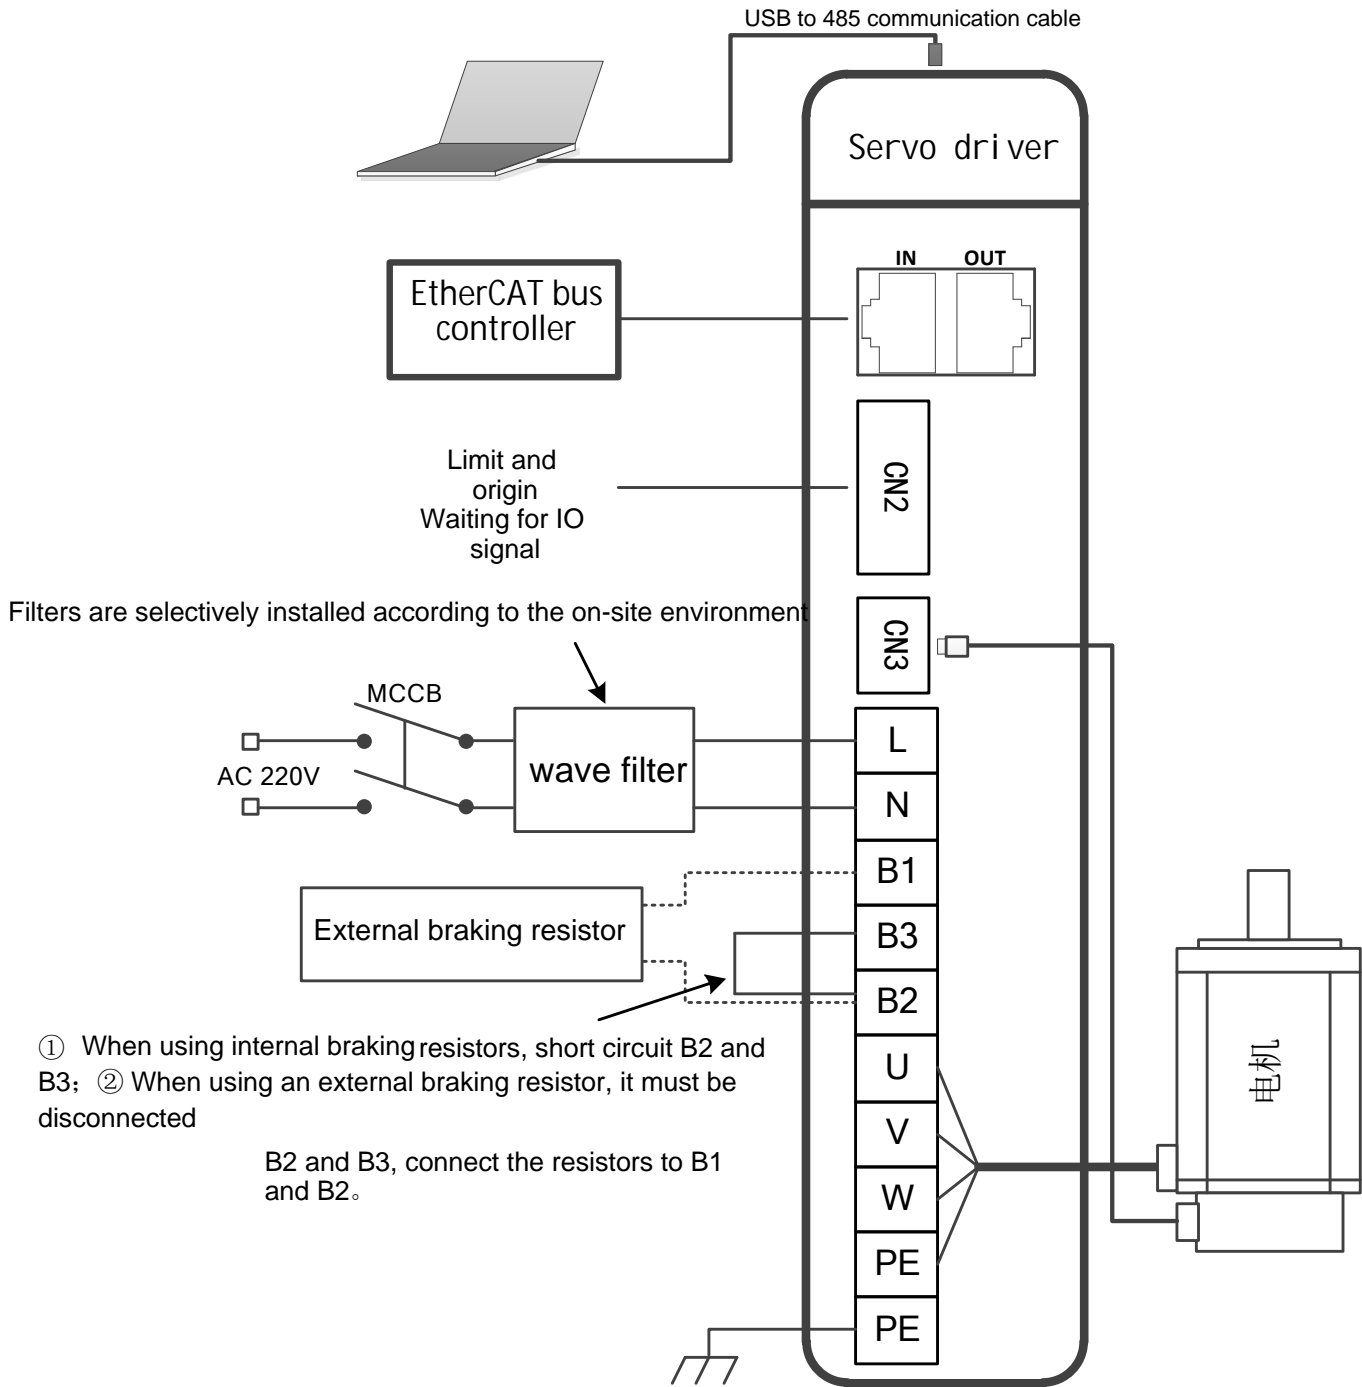 USB to 485 communication cable
Servo driver
IN OUT
EtherCAT bus
controller
Limit and
origin
Waiting for IO
signal
CN2
Filters are selectively installed according to the on-site environment
CN3
MCCB
AC 220V
wave filter
L
N
B1
External braking resistor
B3
B2
① When using internal braking resistors, short circuit B2 and
B3；② When using an external braking resistor, it must be
disconnected
B2 and B3, connect the resistors to B1
and B2。
U
V
W
PE
PE
电机